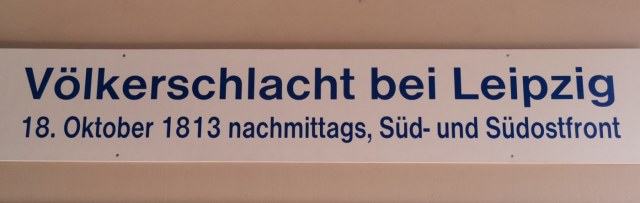 Völkerschlacht bei Leipzig
18. Oktober 1813 nachmittags, Süd- und Südostfront